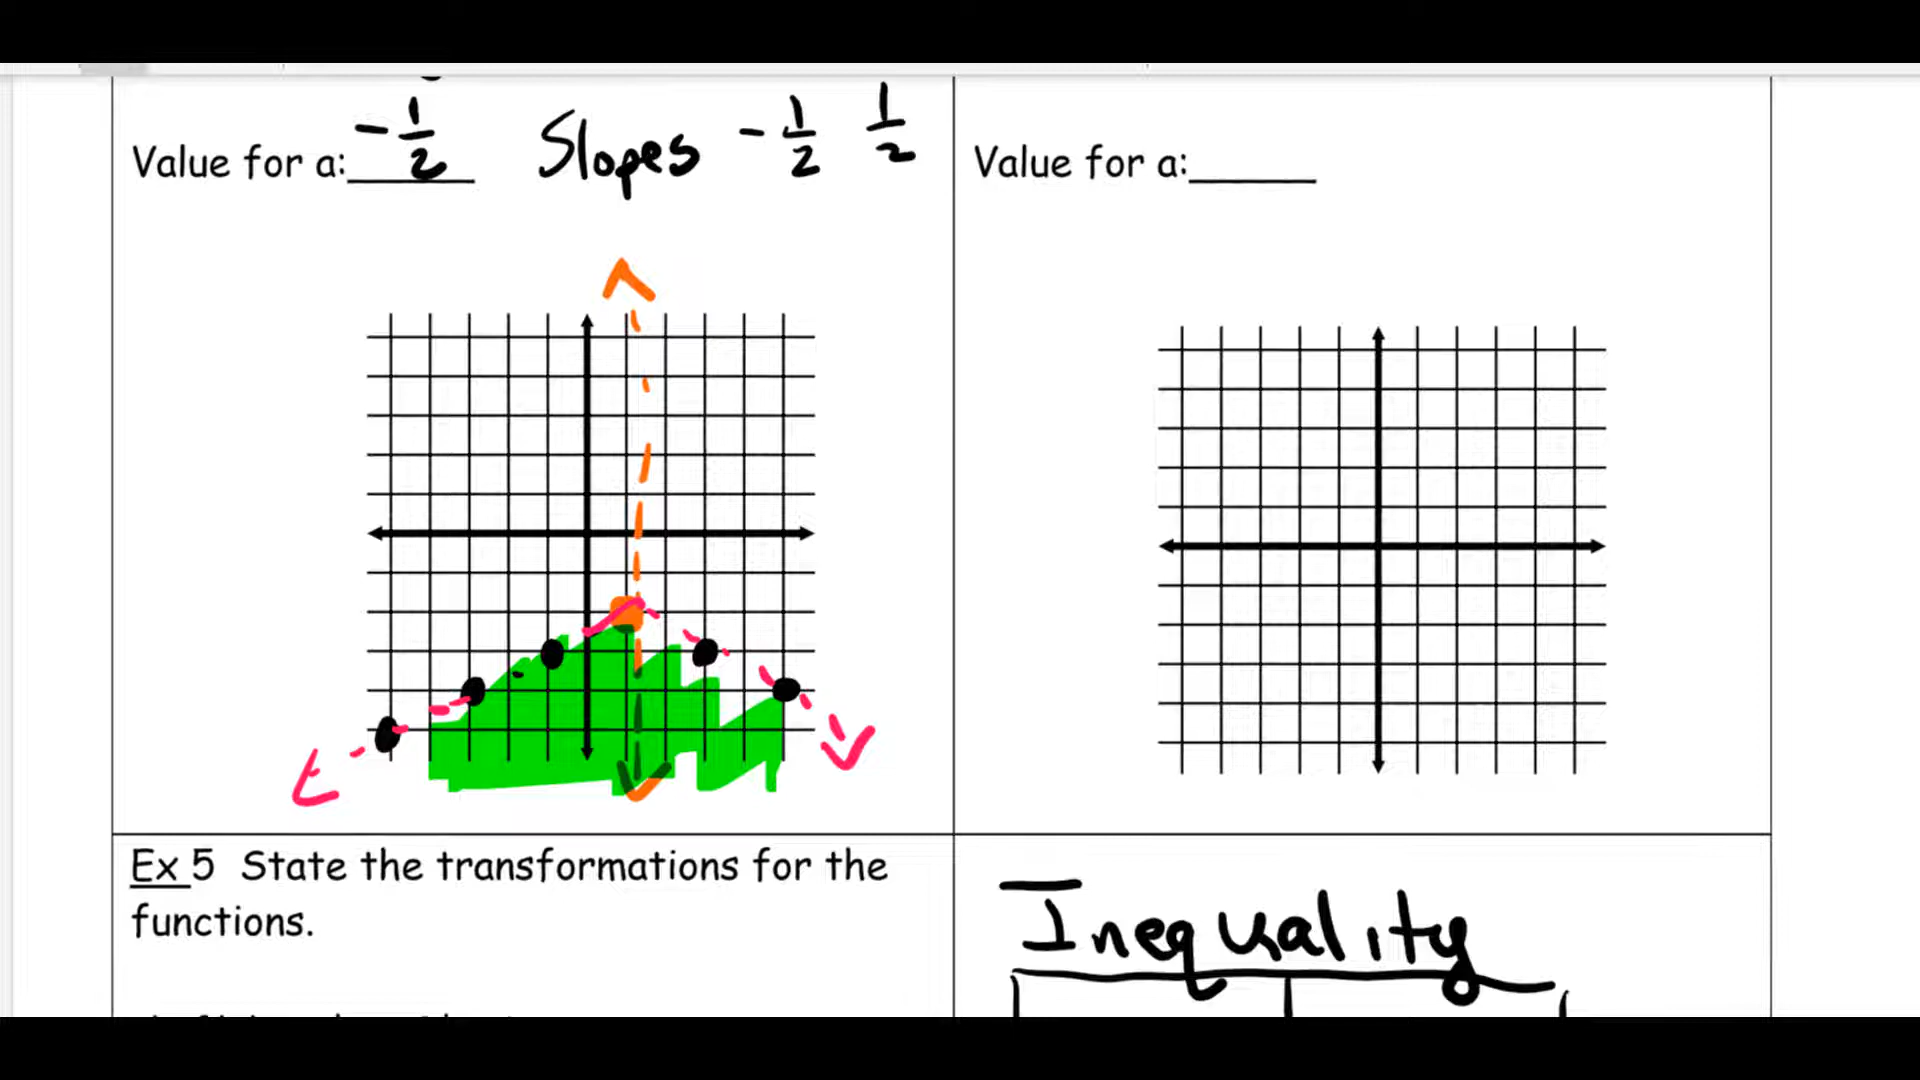 Value for a: -1/2 Slopes -1/2 1/2
Value for a:______
Ex 5 State the transformations for the
functions.
Inequality